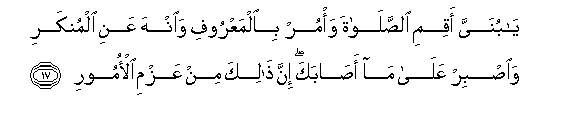 يَٰبُنَىَّ أَقِمِ ٱلصَّلَوٰةَ وَأْمُرْ بِٱلْمَعْرُوفِ وَٱنْهَ عَنِ ٱلْمُنكَرِ
وَٱصْبِرْ عَلَىٰ مَآ أَصَابَكَ ۖ إِنَّ ذَٰلِكَ مِنْ عَزْمِ ٱلْأُمُورِ ١٧